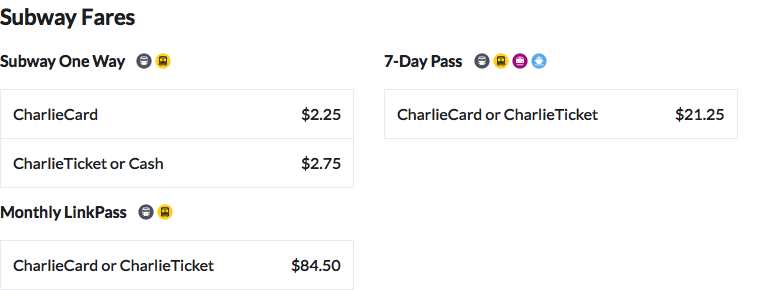 Subway Fares
Subway One Way
CharlieCard $2.25
CharlieTicket or Cash $2.75
Monthly LinkPass
CharlieCard or CharlieTicket $84.50
7-Day Pass
CharlieCard or CharlieTicket $21.25